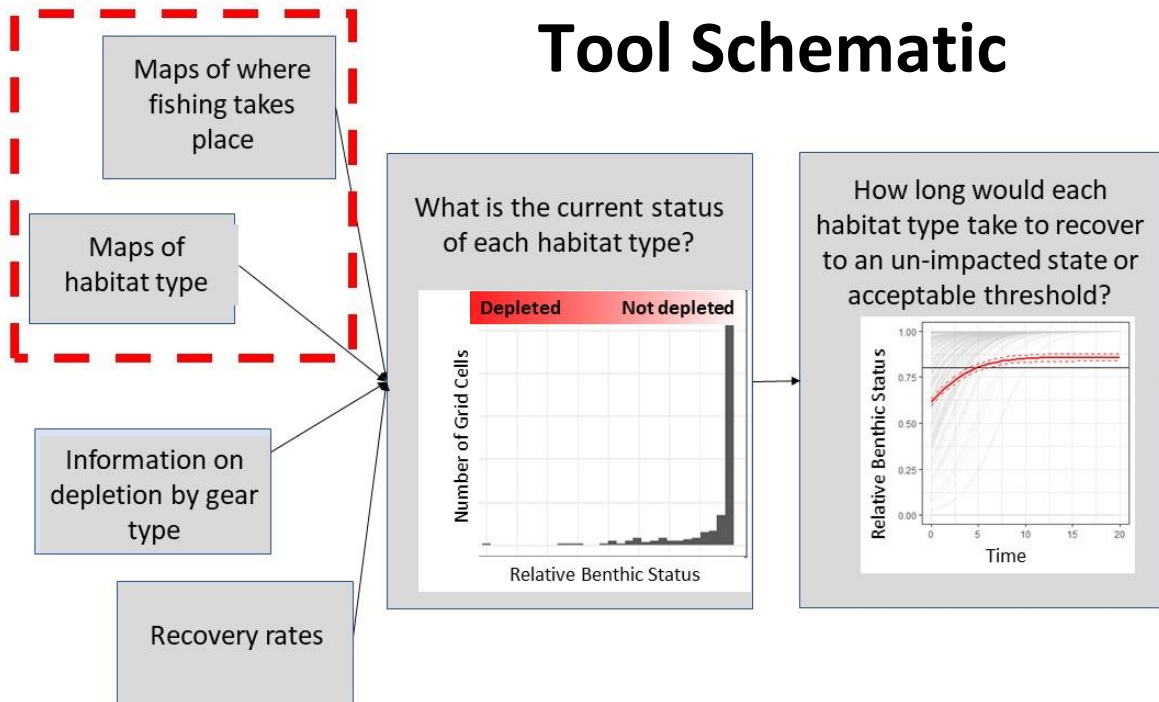 Tool Schematic
Maps of where
fishing takes
place
Maps of
habitat type
Information on
depletion by gear
type
Recovery rates
What is the current status
of each habitat type?
Depleted
Not depleted
Number of Grid Cells
Relative Benthic Status
How long would each
habitat type take to recover
to an un-impacted state or
acceptable threshold?
Relative Benthic Status
1.00
0.75
0.50
0.25
0.00
0 5 10 15 20
Time